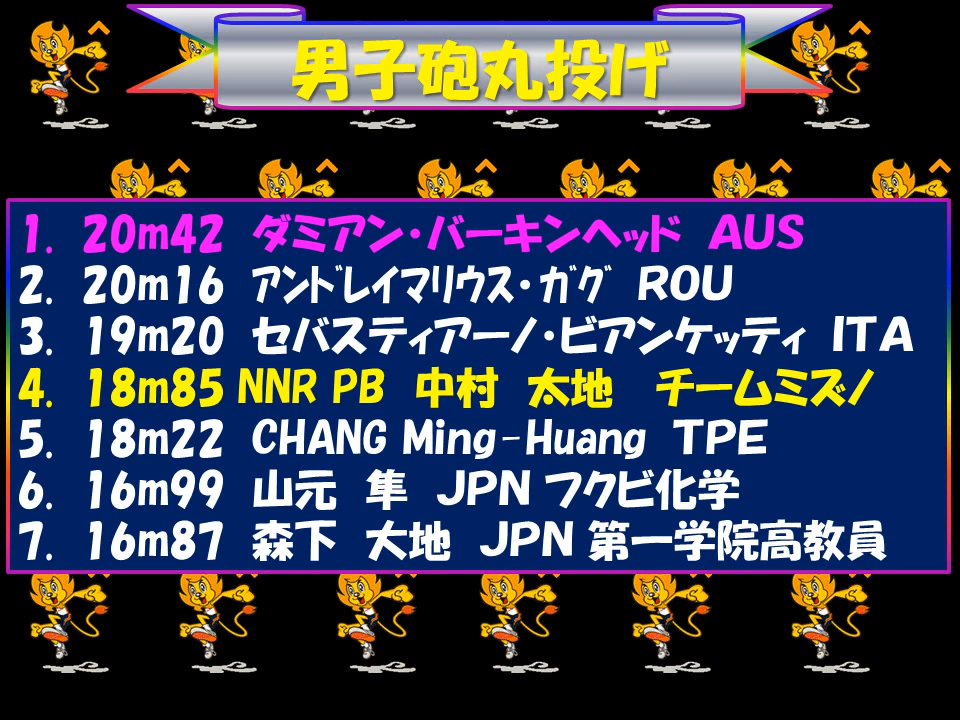 男子砲丸投げ
1. 20m42 ダミアン・バーキンヘッド AUS
2. 20m16 アンドレイマリウス・ガグ ROU
3. 19m20 セバスティアーノ・ビアンケッティ ITA
4. 18m85 NNR PB 中村 太地 チームミズノ
5. 18m22 CHANG Ming-Huang TPE
6. 16m99 山元 隼 JPN フクビ化学
7. 16m87 森下 大地 JPN 第一学院高教員